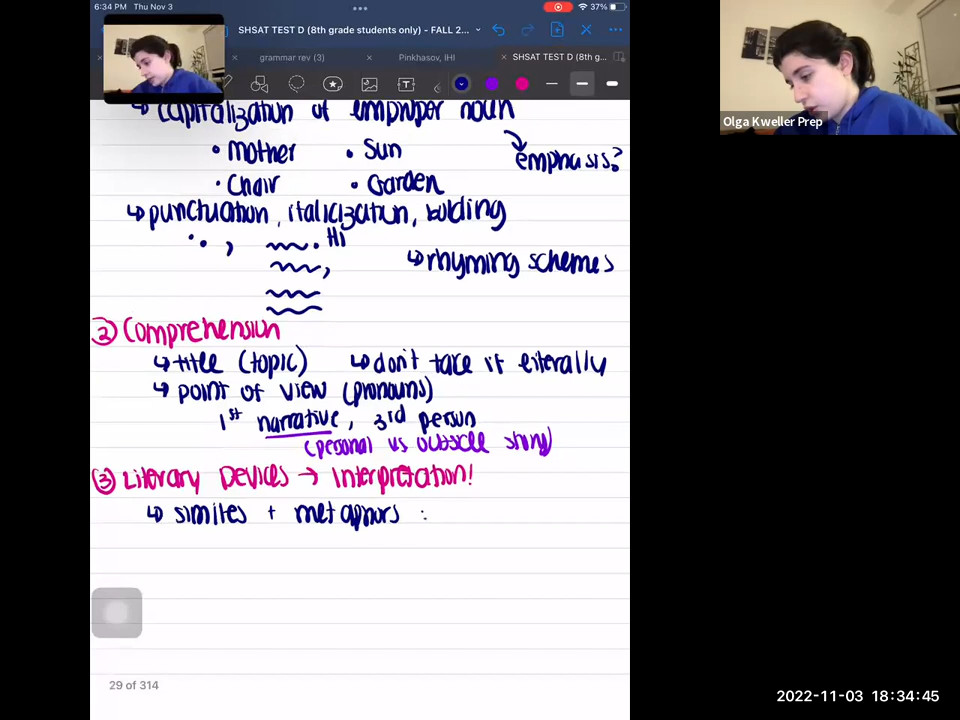 6:34 PM Thu Nov 3
37%
SHSAT TEST D (8th grade students only) - FALL 2...
grammar rev (3)
Pinkhasov, IHI
SHSAT TEST D (8th g...
Olga Kweller Prep
↳ capitalization of improper noun
• Mother • Sun
emphasis?
• Chair • Garden
↳ punctuation, italicization, bolding
Hi
↳ rhyming schemes
② Comprehension
↳ title (topic) ↳ don't take it literally
↳ point of view (pronouns)
1st narrative, 3rd person
(personal vs outside story)
③ Literary Devices → Interpretation!
↳ similes + metaphors :
29 of 314
2022-11-03 18:34:45